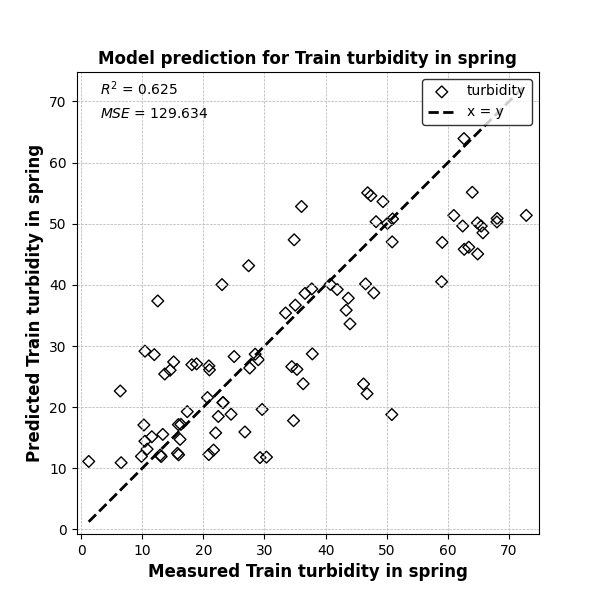 Model prediction for Train turbidity in spring
R² = 0.625
MSE = 129.634
turbidity
x = y
70
60
50
40
30
20
10
0
Predicted Train turbidity in spring
0 10 20 30 40 50 60 70
Measured Train turbidity in spring